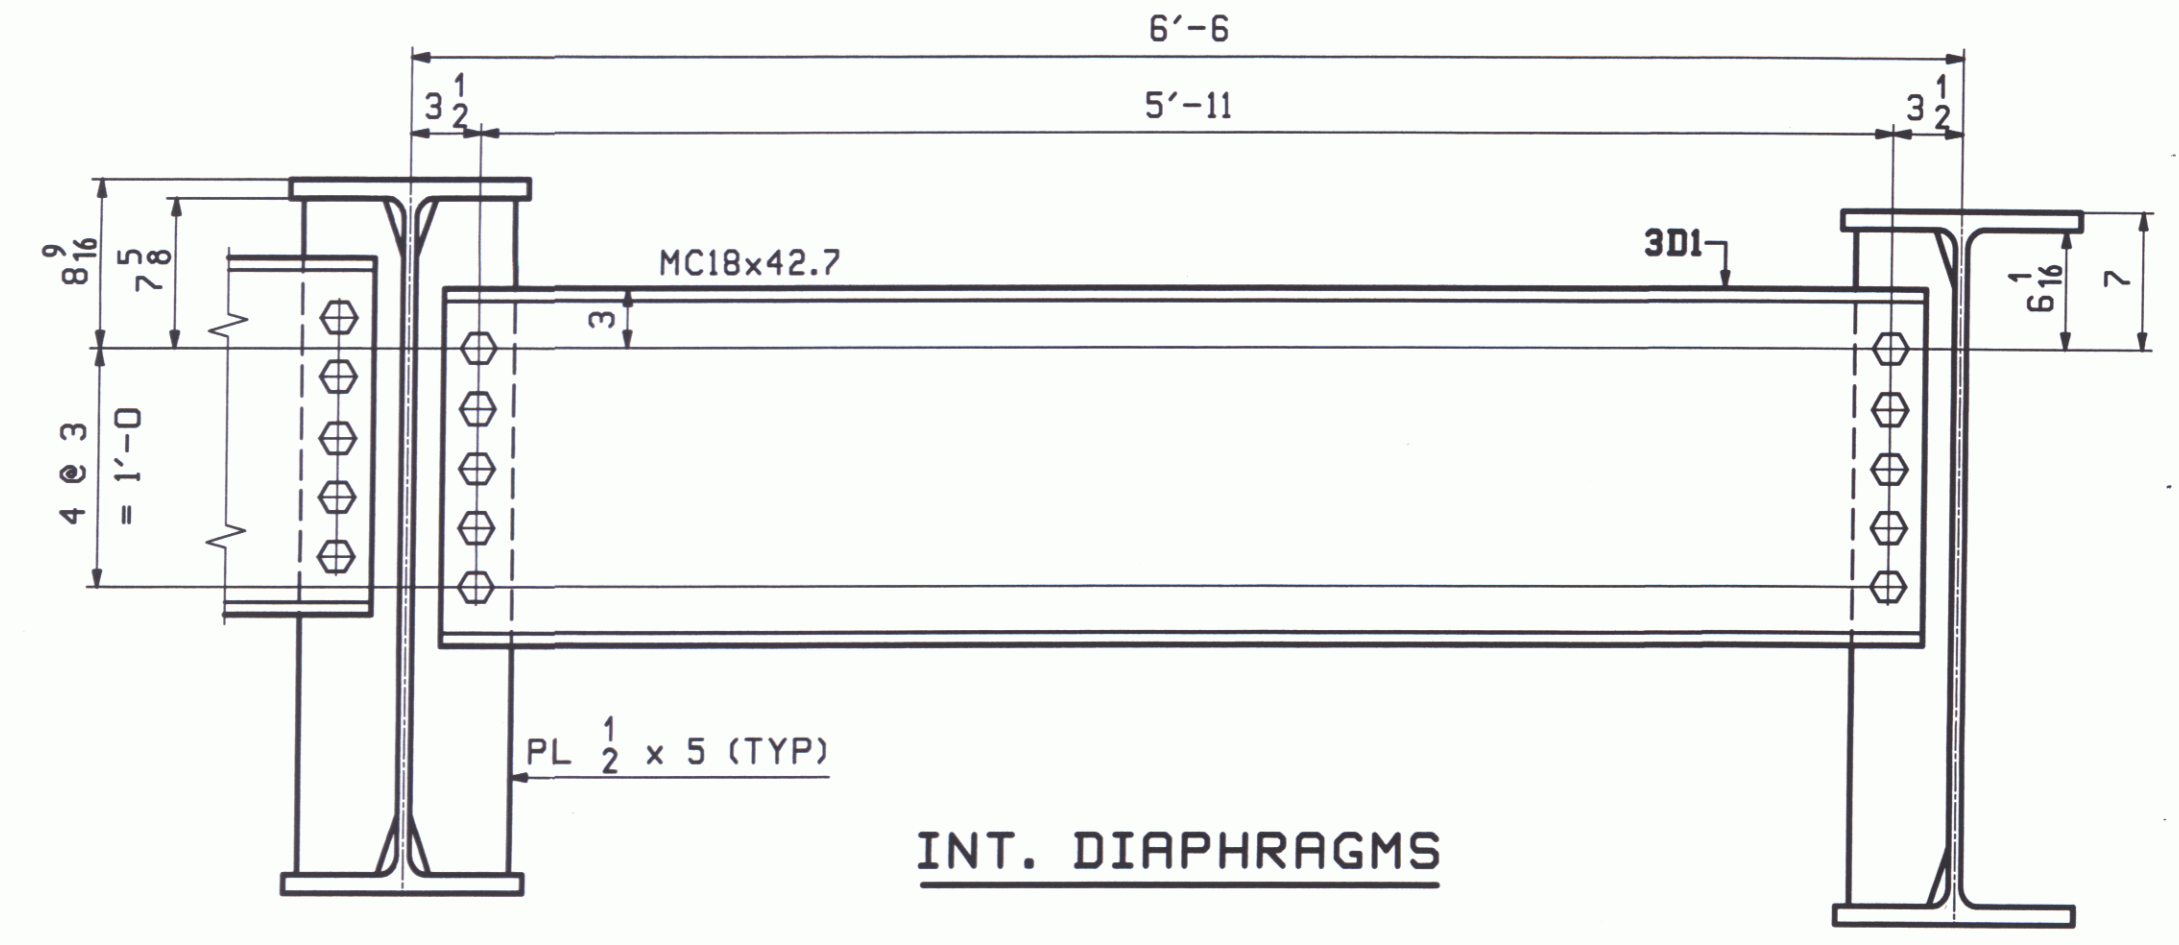 6′-6
3 1/2
5′-11
3 1/2
8 9/16
7 5/8
MC18x42.7
3D1
3
6 1/16
7
4 @ 3
= 1′-0
PL 1/2 x 5 (TYP)
INT. DIAPHRAGMS